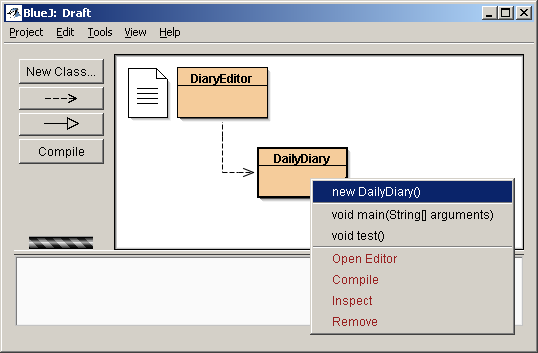 BlueJ: Draft
Project Edit Tools View Help
New Class...
Compile
DiaryEditor
DailyDiary
new DailyDiary()
void main(String[] arguments)
void test()
Open Editor
Compile
Inspect
Remove